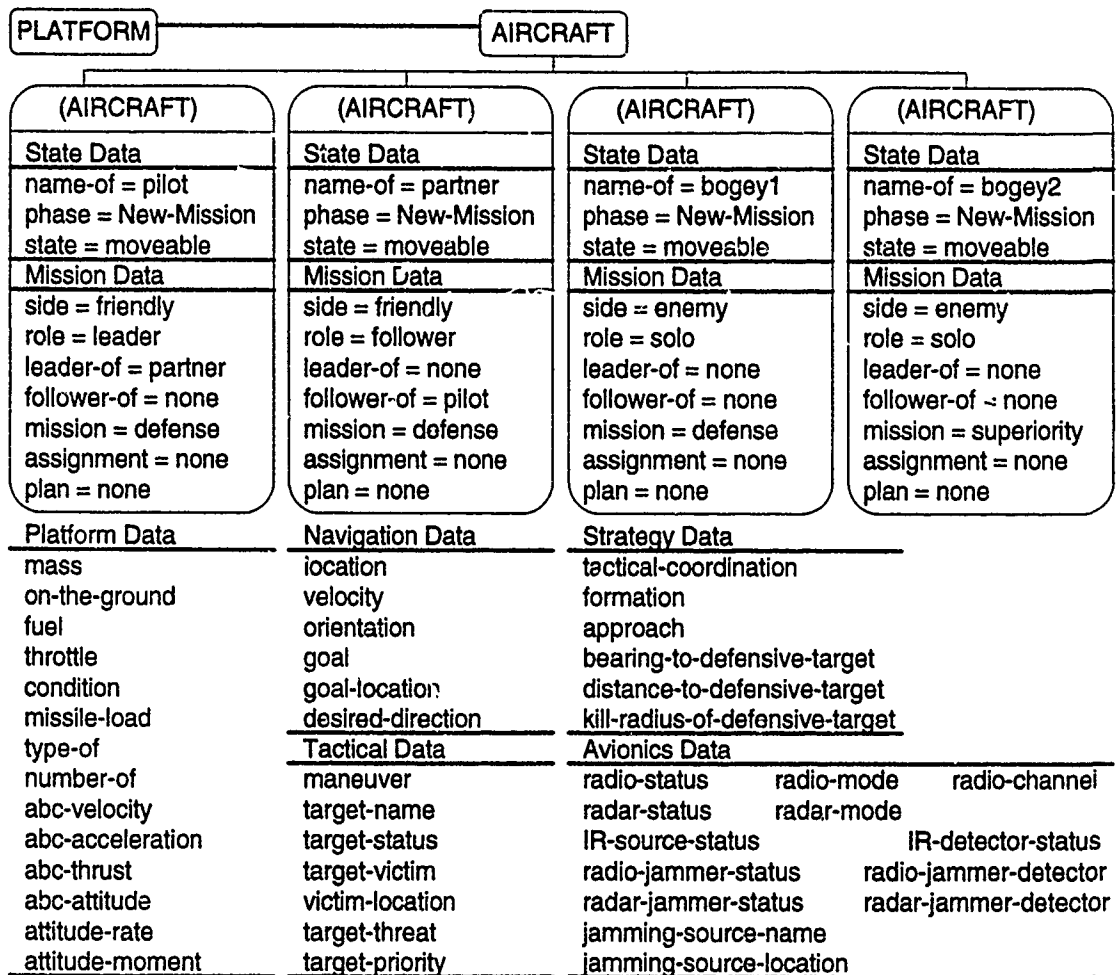 PLATFORM
AIRCRAFT
(AIRCRAFT)
State Data
name-of = pilot
phase = New-Mission
state = moveable
Mission Data
side = friendly
role = leader
leader-of = partner
follower-of = none
mission = defense
assignment = none
plan = none
(AIRCRAFT)
State Data
name-of = partner
phase = New-Mission
state = moveable
Mission Data
side = friendly
role = follower
leader-of = none
follower-of = pilot
mission = defense
assignment = none
plan = none
(AIRCRAFT)
State Data
name-of = bogey1
phase = New-Mission
state = moveable
Mission Data
side = enemy
role = solo
leader-of = none
follower-of = none
mission = defense
assignment = none
plan = none
(AIRCRAFT)
State Data
name-of = bogey2
phase = New-Mission
state = moveable
Mission Data
side = enemy
role = solo
leader-of = none
follower-of = none
mission = superiority
assignment = none
plan = none
Platform Data
mass
on-the-ground
fuel
throttle
condition
missile-load
type-of
number-of
abc-velocity
abc-acceleration
abc-thrust
abc-attitude
attitude-rate
attitude-moment
Navigation Data
location
velocity
orientation
goal
goal-location
desired-direction
Tactical Data
maneuver
target-name
target-status
target-victim
victim-location
target-threat
target-priority
Strategy Data
tactical-coordination
formation
approach
bearing-to-defensive-target
distance-to-defensive-target
kill-radius-of-defensive-target
Avionics Data
radio-status radio-mode radio-channel
radar-status radar-mode
IR-source-status IR-detector-status
radio-jammer-status radio-jammer-detector
radar-jammer-status radar-jammer-detector
jamming-source-name
jamming-source-location